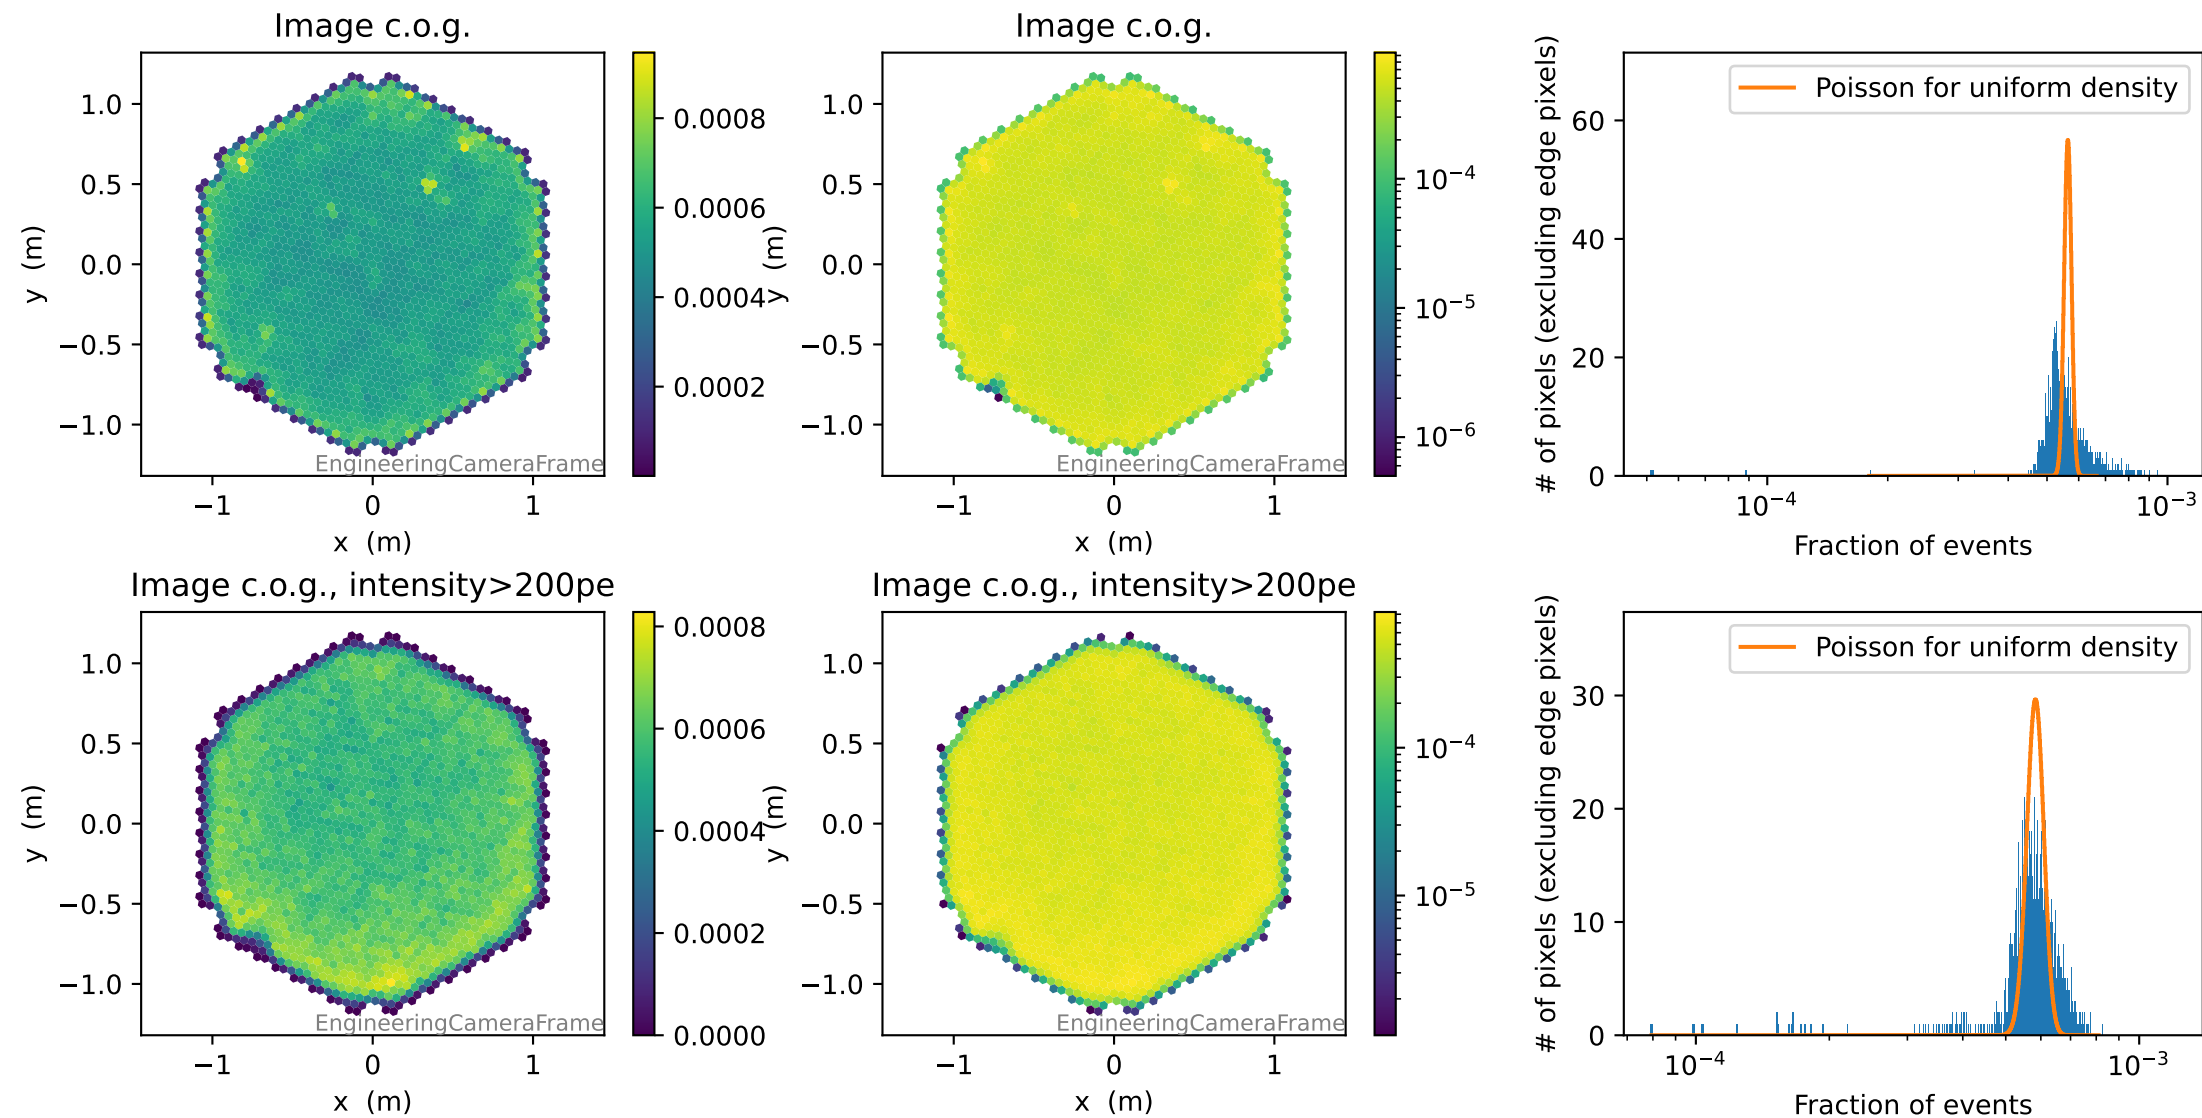 Image c.o.g.
1.0
0.5
0.0
−0.5
−1.0
y (m)
−1
0
1
x (m)
EngineeringCameraFrame
0.0008
0.0006
0.0004
0.0002
Image c.o.g.
1.0
0.5
0.0
−0.5
−1.0
y (m)
−1
0
1
x (m)
EngineeringCameraFrame
10⁻⁴
10⁻⁵
10⁻⁶
# of pixels (excluding edge pixels)
60
40
20
0
Poisson for uniform density
10⁻⁴
10⁻³
Fraction of events
Image c.o.g., intensity>200pe
1.0
0.5
0.0
−0.5
−1.0
y (m)
−1
0
1
x (m)
EngineeringCameraFrame
0.0008
0.0006
0.0004
0.0002
0.0000
Image c.o.g., intensity>200pe
1.0
0.5
0.0
−0.5
−1.0
y (m)
−1
0
1
x (m)
EngineeringCameraFrame
10⁻⁴
10⁻⁵
# of pixels (excluding edge pixels)
30
20
10
0
Poisson for uniform density
10⁻⁴
10⁻³
Fraction of events